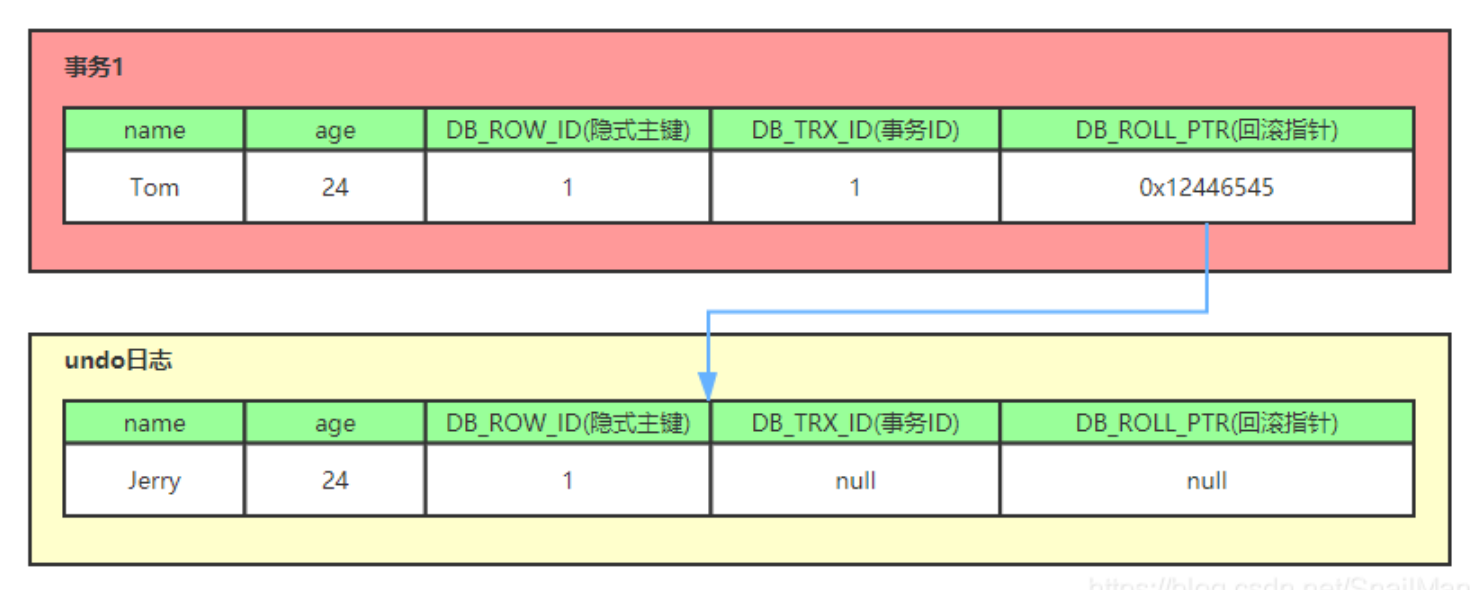 事务1
name age DB_ROW_ID(隐式主键) DB_TRX_ID(事务ID) DB_ROLL_PTR(回滚指针)
Tom 24 1 1 0x12446545
undo日志
name age DB_ROW_ID(隐式主键) DB_TRX_ID(事务ID) DB_ROLL_PTR(回滚指针)
Jerry 24 1 null null
https://blog.csdn.net/SnailMan